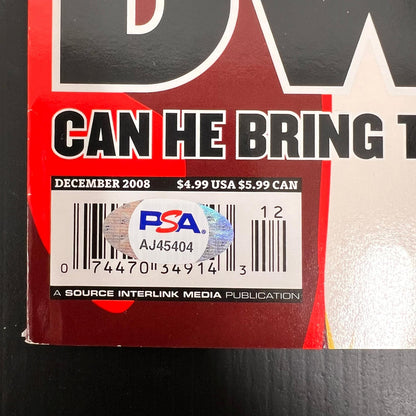 DW
CAN HE BRING T
DECEMBER 2008 $4.99 USA $5.99 CAN
12
PSA
AJ45404
0 74470 34914 3
A SOURCE INTERLINK MEDIA PUBLICATION